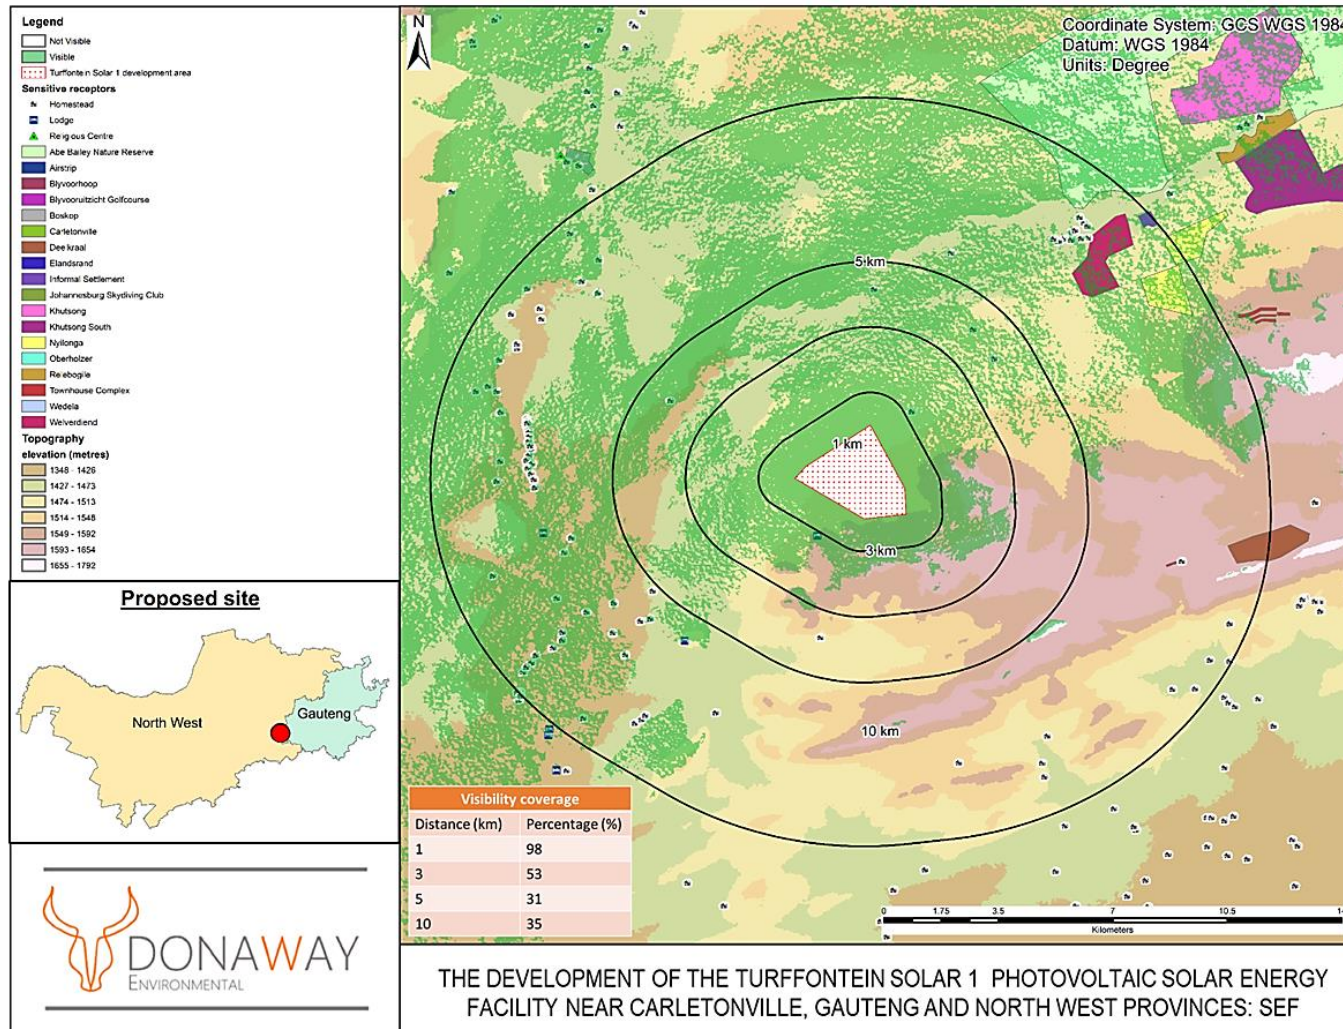 Legend
Not Visible
Visible
Turffontein Solar 1 development area
Sensitive receptors
Homestead
Lodge
Religious Centre
Abe Bailey Nature Reserve
Airstrip
Blyvoorhoop
Blyvooruitzicht Golfcourse
Boskop
Carletonville
Deelkraal
Elandsrand
Informal Settlement
Johannesburg Skydiving Club
Khutsong
Khutsong South
Nyilonga
Oberholzer
Relebogile
Townhouse Complex
Wedela
Welverdiend
Topography
elevation (metres)
1348 - 1426
1427 - 1473
1474 - 1513
1514 - 1548
1549 - 1592
1593 - 1654
1655 - 1792
Proposed site
North West
Gauteng
DONAWAY
ENVIRONMENTAL
N
Coordinate System: GCS WGS 1984
Datum: WGS 1984
Units: Degree
5 km
1 km
3 km
10 km
Visibility coverage
Distance (km) Percentage (%)
1 98
3 53
5 31
10 35
0 1.75 3.5 7 10.5
Kilometers
THE DEVELOPMENT OF THE TURFFONTEIN SOLAR 1 PHOTOVOLTAIC SOLAR ENERGY
FACILITY NEAR CARLETONVILLE, GAUTENG AND NORTH WEST PROVINCES: SEF